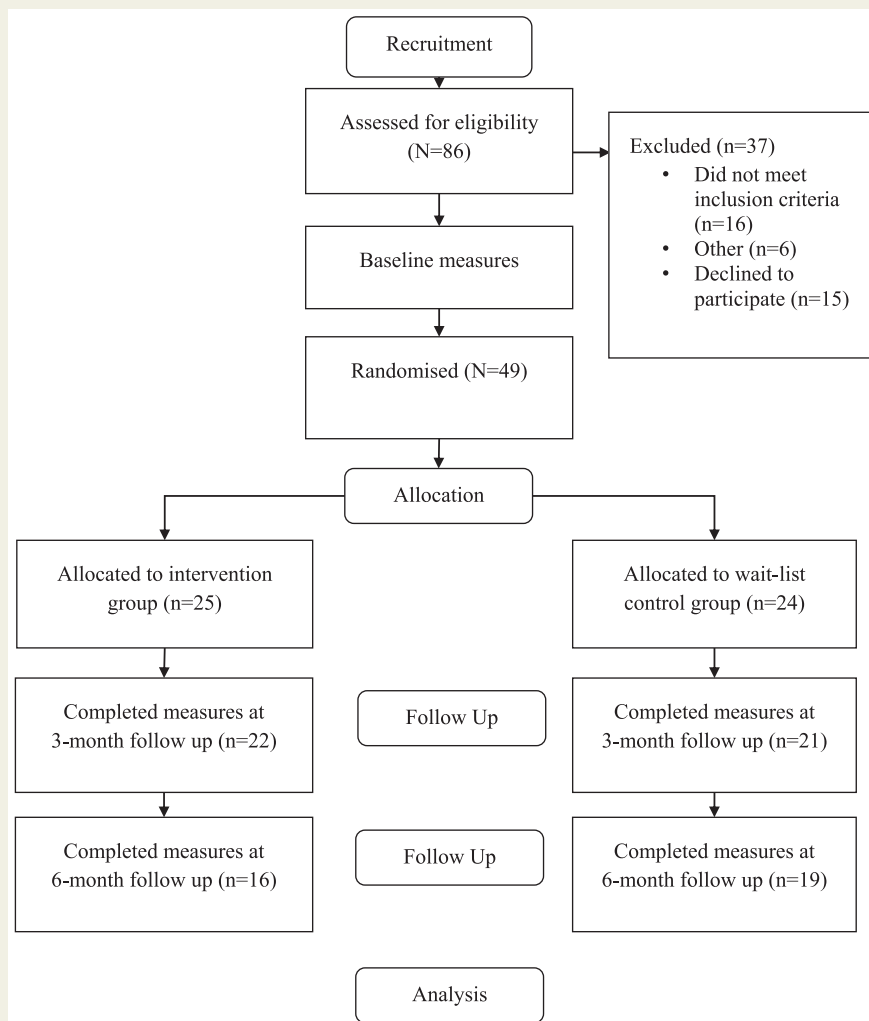 Recruitment
Assessed for eligibility
(N=86)
Excluded (n=37)
• Did not meet
inclusion criteria
(n=16)
• Other (n=6)
• Declined to
participate (n=15)
Baseline measures
Randomised (N=49)
Allocation
Allocated to intervention
group (n=25)
Allocated to wait-list
control group (n=24)
Completed measures at
3-month follow up (n=22)
Follow Up
Completed measures at
3-month follow up (n=21)
Completed measures at
6-month follow up (n=16)
Follow Up
Completed measures at
6-month follow up (n=19)
Analysis